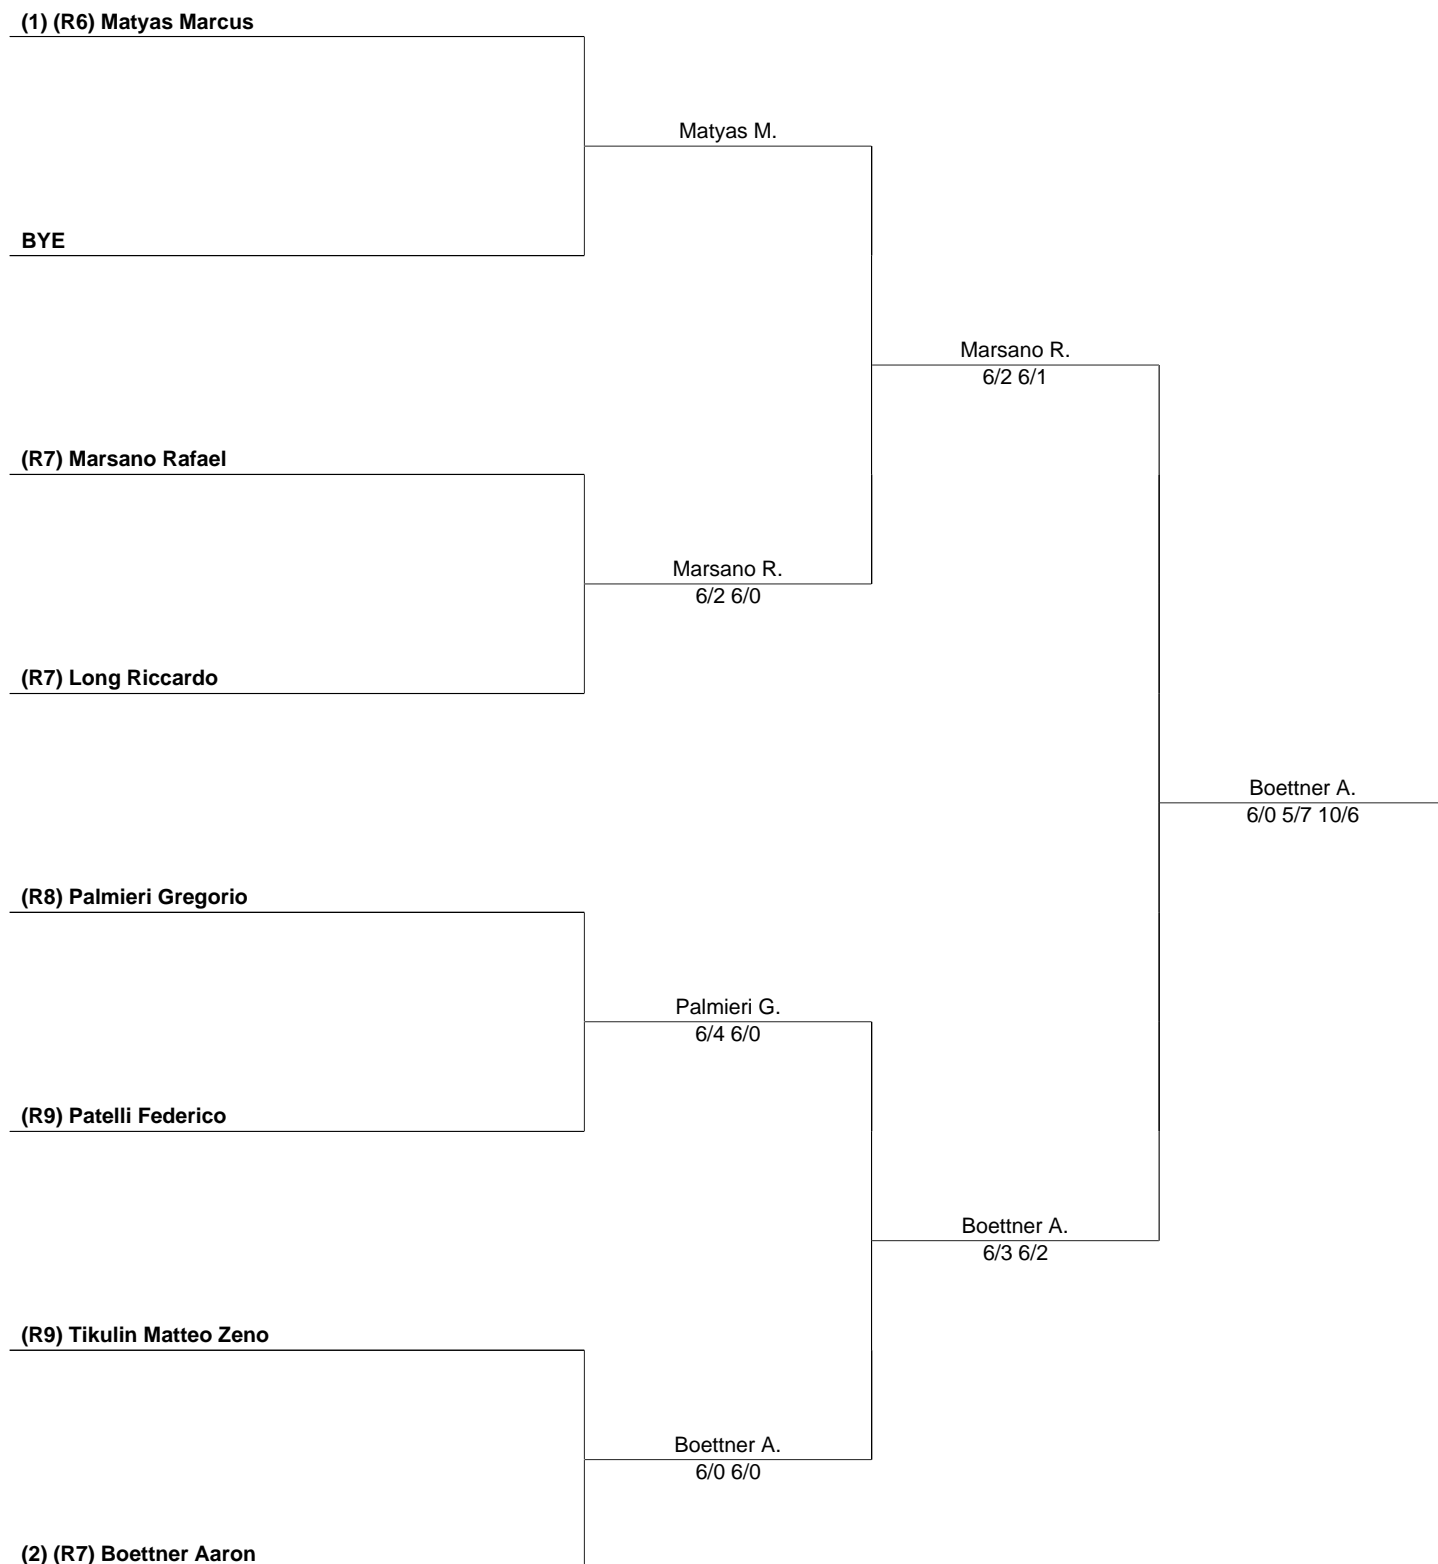 (1) (R6) Matyas Marcus
Matyas M.
BYE
Marsano R.
6/2 6/1
(R7) Marsano Rafael
Marsano R.
6/2 6/0
(R7) Long Riccardo
Boettner A.
6/0 5/7 10/6
(R8) Palmieri Gregorio
Palmieri G.
6/4 6/0
(R9) Patelli Federico
Boettner A.
6/3 6/2
(R9) Tikulin Matteo Zeno
Boettner A.
6/0 6/0
(2) (R7) Boettner Aaron